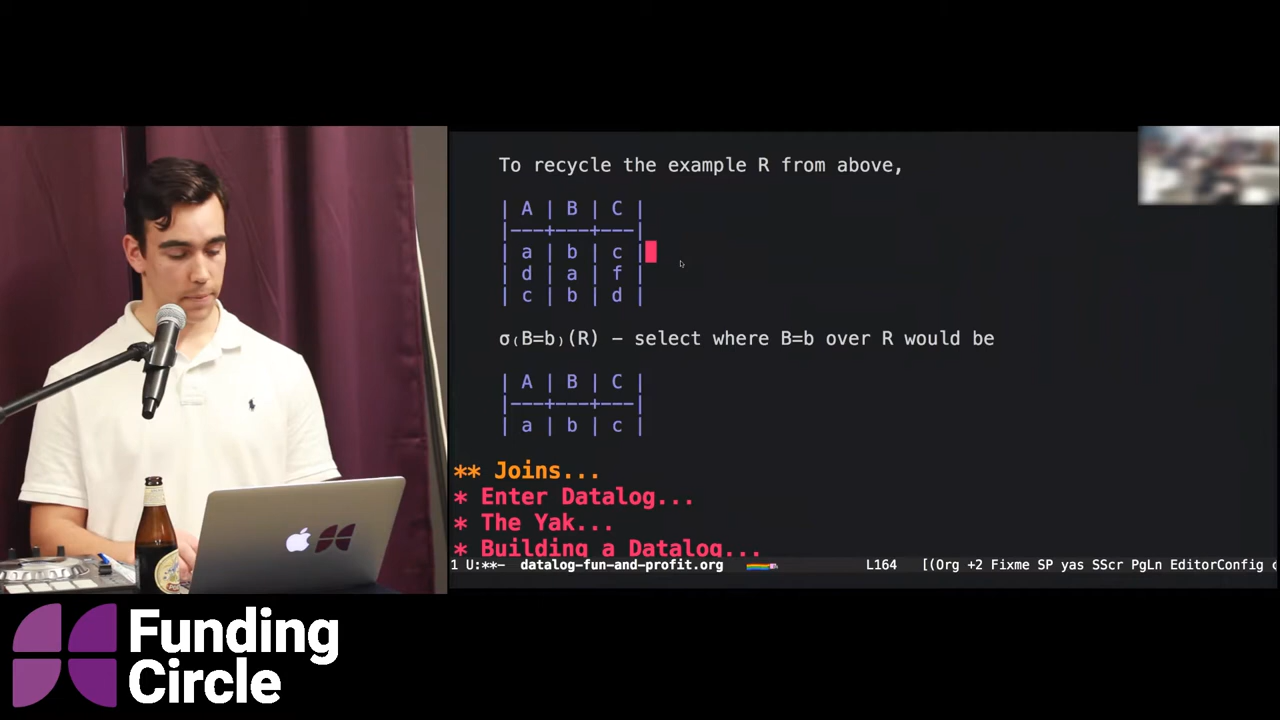 To recycle the example R from above,
| A | B | C |
|---+---+---|
| a | b | c |
| d | a | f |
| c | b | d |
σ₍B=b₎(R) – select where B=b over R would be
| A | B | C |
|---+---+---|
| a | b | c |
** Joins...
* Enter Datalog...
* The Yak...
* Building a Datalog...
1 U:**- datalog-fun-and-profit.org L164 [(Org +2 Fixme SP yas SScr PgLn EditorConfig
Funding
Circle